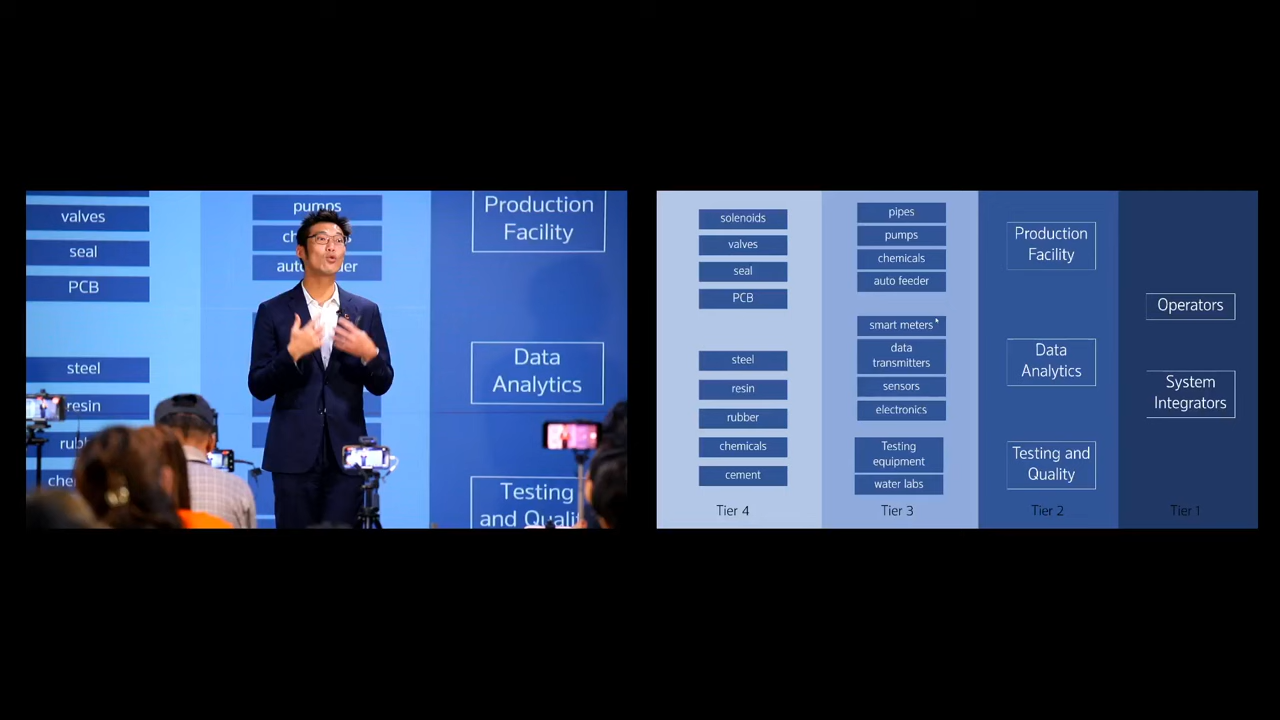 valves
seal
PCB
steel
resin
pumps
Production
Facility
Data
Analytics
Testing
solenoids
valves
seal
PCB
steel
resin
rubber
chemicals
cement
Tier 4
pipes
pumps
chemicals
auto feeder
smart meters*
data
transmitters
sensors
electronics
Testing
equipment
water labs
Tier 3
Production
Facility
Data
Analytics
Testing and
Quality
Tier 2
Operators
System
Integrators
Tier 1